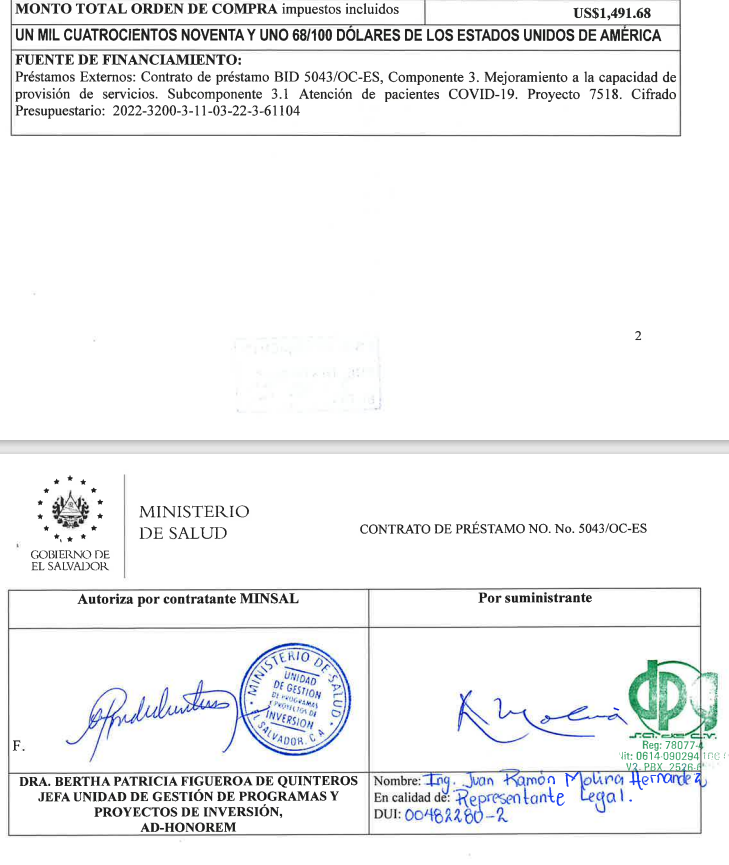 MONTO TOTAL ORDEN DE COMPRA impuestos incluidos US$1,491.68
UN MIL CUATROCIENTOS NOVENTA Y UNO 68/100 DÓLARES DE LOS ESTADOS UNIDOS DE AMÉRICA
FUENTE DE FINANCIAMIENTO:
Préstamos Externos: Contrato de préstamo BID 5043/OC-ES, Componente 3. Mejoramiento a la capacidad de
provisión de servicios. Subcomponente 3.1 Atención de pacientes COVID-19. Proyecto 7518. Cifrado
Presupuestario: 2022-3200-3-11-03-22-3-61104
2
GOBIERNO DE
EL SALVADOR
MINISTERIO
DE SALUD
CONTRATO DE PRÉSTAMO NO. No. 5043/OC-ES
Autoriza por contratante MINSAL
Por suministrante
F.
MINISTERIO DE SALUD
UNIDAD
DE GESTION
DE PROGRAMAS
Y PROYECTOS DE
INVERSIÓN
EL SALVADOR, C.A.
dpg
Reg: 78077-4
Nit: 0614-090294
DRA. BERTHA PATRICIA FIGUEROA DE QUINTEROS
JEFA UNIDAD DE GESTIÓN DE PROGRAMAS Y
PROYECTOS DE INVERSIÓN,
AD-HONOREM
Nombre: Ing. Juan Ramón Molina Hernandez
En calidad de: Representante Legal.
DUI: 00482280-2